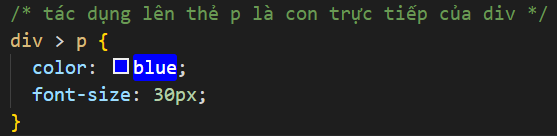 /* tác dụng lên thẻ p là con trực tiếp của div */
div > p {
  color: blue;
  font-size: 30px;
}